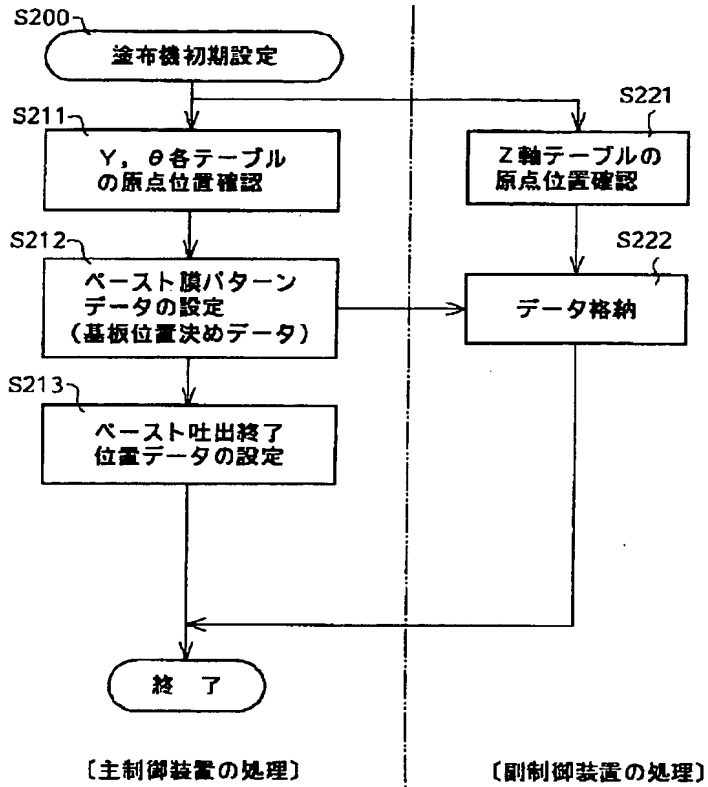 S200
塗布機初期設定
S211
Y，θ各テーブル
の原点位置確認
S221
Z軸テーブルの
原点位置確認
S212
ペースト膜パターン
データの設定
（基板位置決めデータ）
S222
データ格納
S213
ペースト吐出終了
位置データの設定
終 了
〔主制御装置の処理〕
〔副制御装置の処理〕